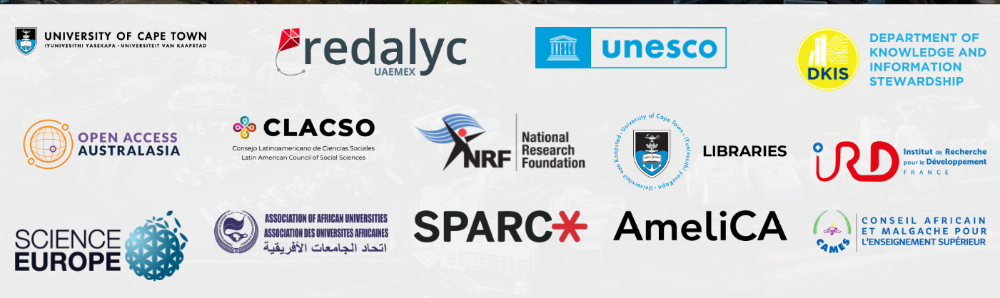 UNIVERSITY OF CAPE TOWN
IYUNIVESITHI YASEKAPA • UNIVERSITEIT VAN KAAPSTAD
redalyc
UAEMEX
unesco
DKIS
DEPARTMENT OF
KNOWLEDGE AND
INFORMATION
STEWARDSHIP
OPEN ACCESS
AUSTRALASIA
CLACSO
Consejo Latinoamericano de Ciencias Sociales
Latin American Council of Social Sciences
NRF
National
Research
Foundation
University of Cape Town • iYunivesithi yaseKapa • Universiteit van Kaapstad
LIBRARIES
iRD
Institut de Recherche
pour le Développement
FRANCE
SCIENCE
EUROPE
ASSOCIATION OF AFRICAN UNIVERSITIES
ASSOCIATION DES UNIVERSITES AFRICAINES
اتحاد الجامعات الأفريقية
SPARC
AmeliCA
CAMES
CONSEIL AFRICAIN
ET MALGACHE POUR
L'ENSEIGNEMENT SUPÉRIEUR